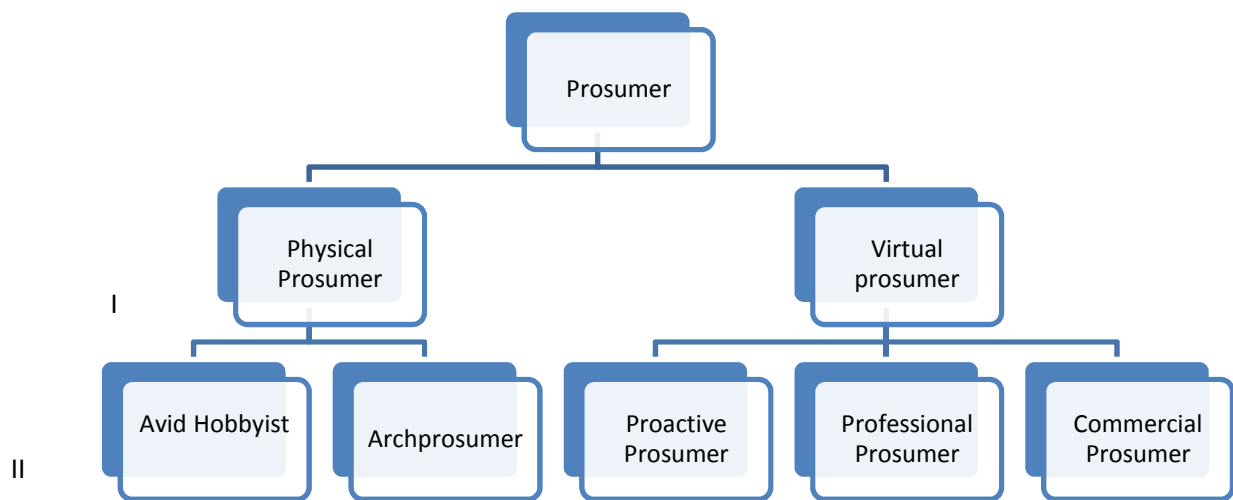 Prosumer
Physical
Prosumer
Virtual
prosumer
I
Avid Hobbyist
Archprosumer
Proactive
Prosumer
Professional
Prosumer
Commercial
Prosumer
II